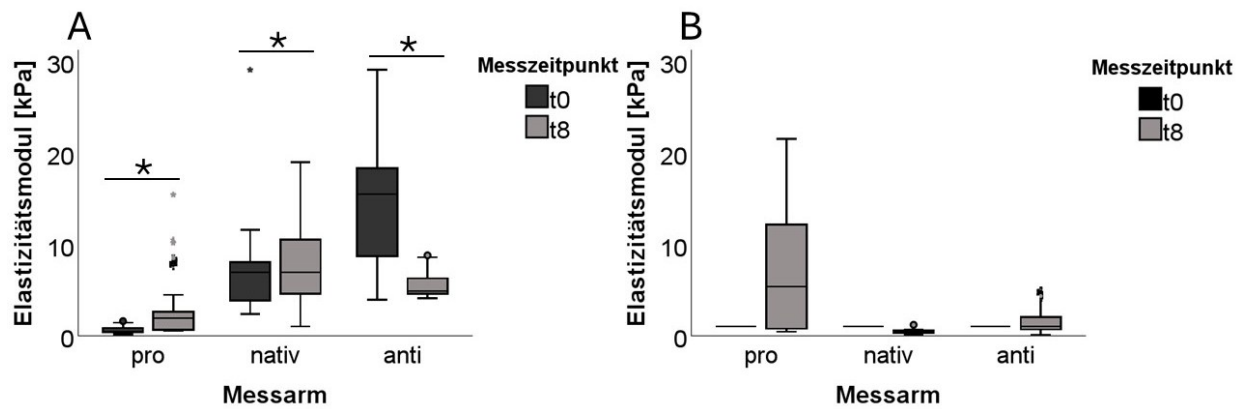 A
Elastizitätsmodul [kPa]
30
20
10
0
*
*
*
pro
nativ
anti
Messarm
Messzeitpunkt
t0
t8
B
Elastizitätsmodul [kPa]
30
20
10
0
pro
nativ
anti
Messarm
Messzeitpunkt
t0
t8